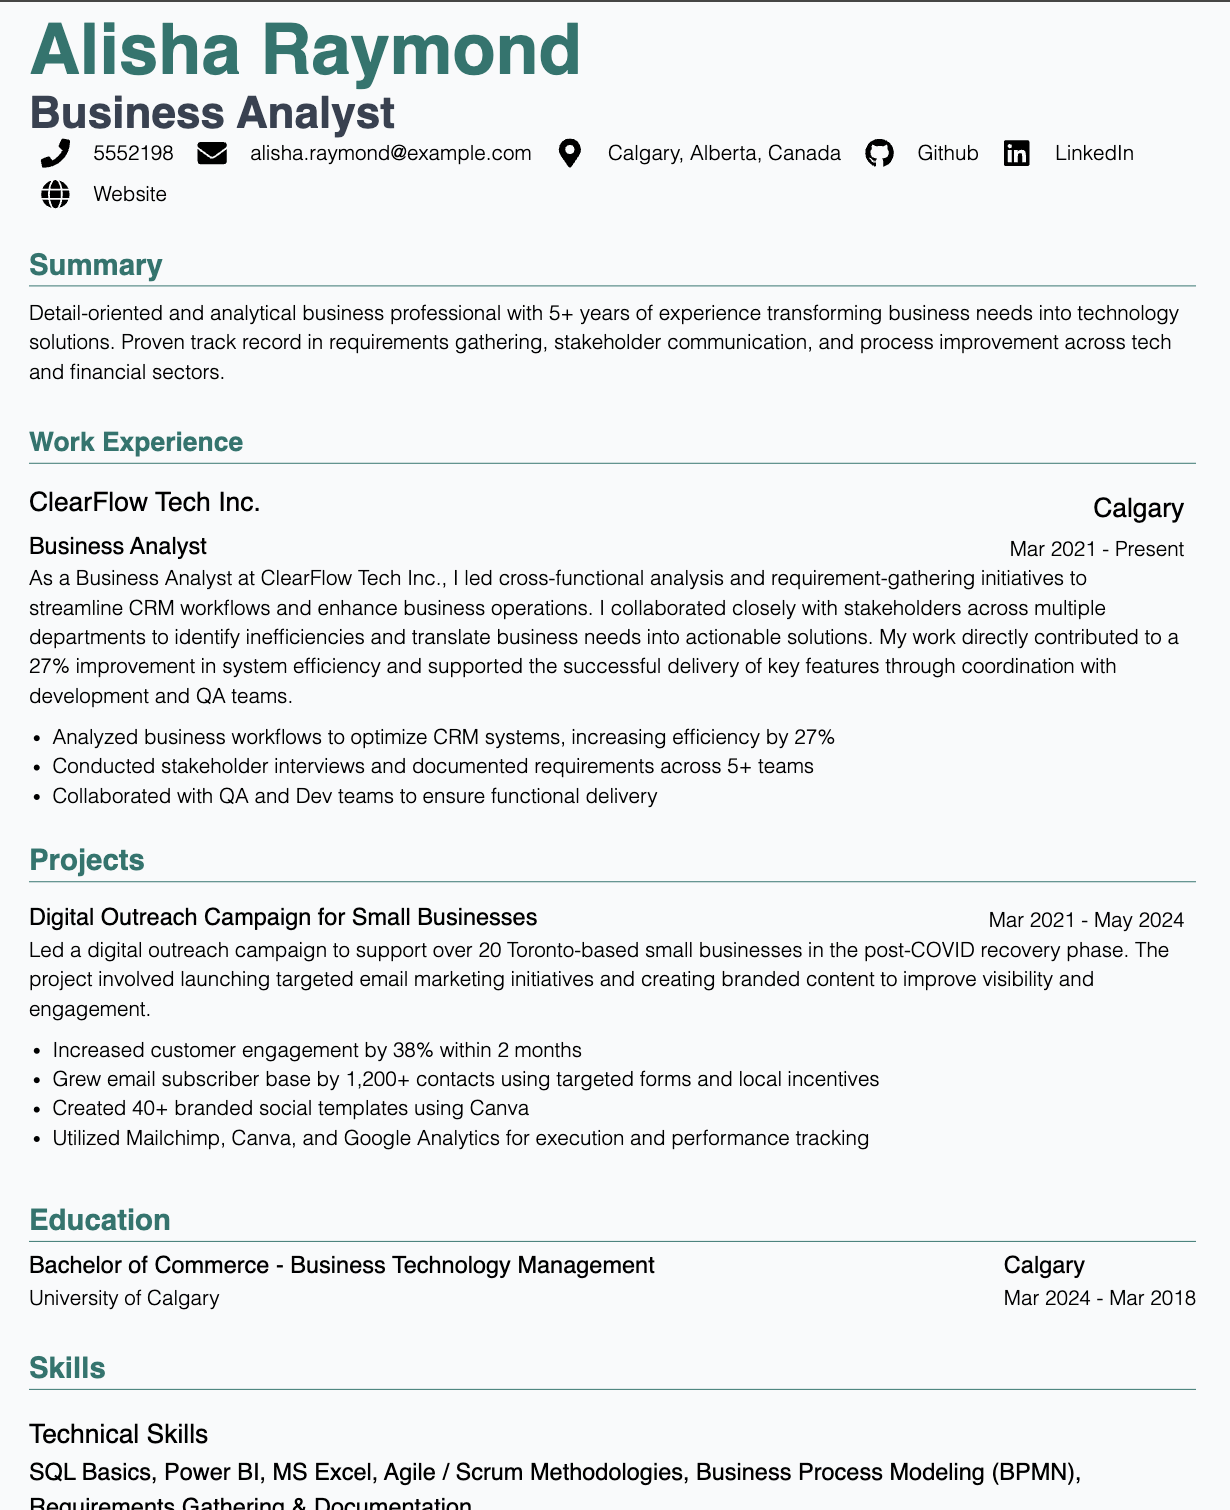 Alisha Raymond
Business Analyst
5552198 alisha.raymond@example.com Calgary, Alberta, Canada Github LinkedIn
Website
Summary
Detail-oriented and analytical business professional with 5+ years of experience transforming business needs into technology
solutions. Proven track record in requirements gathering, stakeholder communication, and process improvement across tech
and financial sectors.
Work Experience
ClearFlow Tech Inc. Calgary
Business Analyst Mar 2021 - Present
As a Business Analyst at ClearFlow Tech Inc., I led cross-functional analysis and requirement-gathering initiatives to
streamline CRM workflows and enhance business operations. I collaborated closely with stakeholders across multiple
departments to identify inefficiencies and translate business needs into actionable solutions. My work directly contributed to a
27% improvement in system efficiency and supported the successful delivery of key features through coordination with
development and QA teams.
• Analyzed business workflows to optimize CRM systems, increasing efficiency by 27%
• Conducted stakeholder interviews and documented requirements across 5+ teams
• Collaborated with QA and Dev teams to ensure functional delivery
Projects
Digital Outreach Campaign for Small Businesses Mar 2021 - May 2024
Led a digital outreach campaign to support over 20 Toronto-based small businesses in the post-COVID recovery phase. The
project involved launching targeted email marketing initiatives and creating branded content to improve visibility and
engagement.
• Increased customer engagement by 38% within 2 months
• Grew email subscriber base by 1,200+ contacts using targeted forms and local incentives
• Created 40+ branded social templates using Canva
• Utilized Mailchimp, Canva, and Google Analytics for execution and performance tracking
Education
Bachelor of Commerce - Business Technology Management Calgary
University of Calgary Mar 2024 - Mar 2018
Skills
Technical Skills
SQL Basics, Power BI, MS Excel, Agile / Scrum Methodologies, Business Process Modeling (BPMN),
Requirements Gathering & Documentation